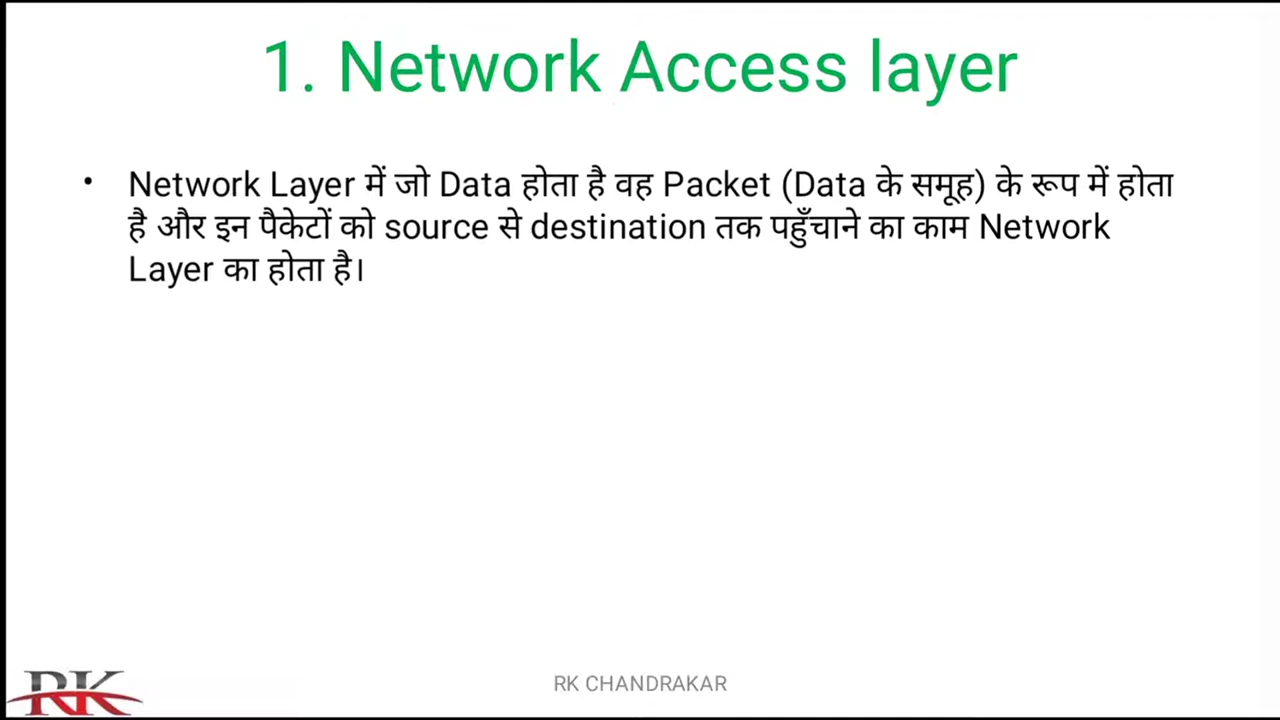 1. Network Access layer
• Network Layer में जो Data होता है वह Packet (Data के समूह) के रूप में होता
है और इन पैकेटों को source से destination तक पहुँचाने का काम Network
Layer का होता है।
RK
RK CHANDRAKAR